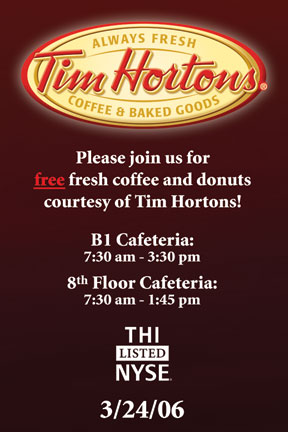 ALWAYS FRESH
Tim Hortons®
COFFEE & BAKED GOODS
Please join us for
free fresh coffee and donuts
courtesy of Tim Hortons!
B1 Cafeteria:
7:30 am - 3:30 pm
8th Floor Cafeteria:
7:30 am - 1:45 pm
THI
LISTED
NYSE
3/24/06